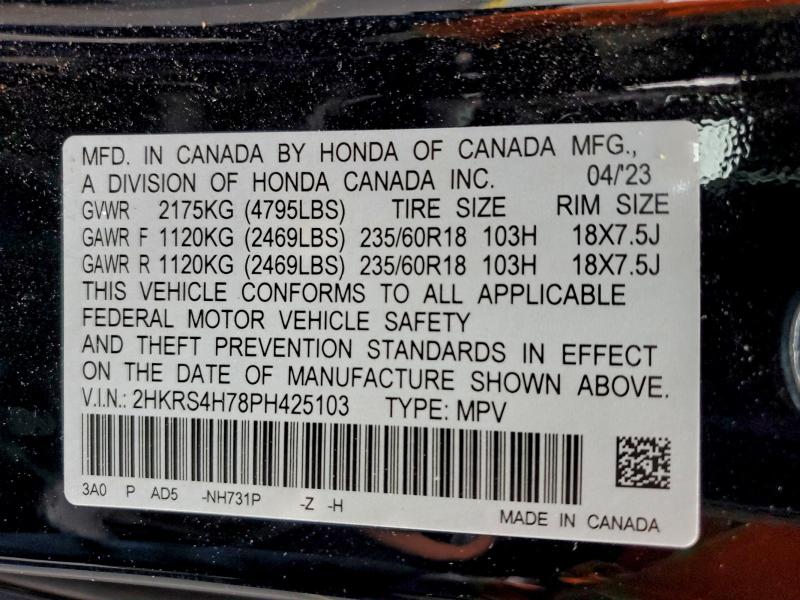 MFD. IN CANADA BY HONDA OF CANADA MFG.,
A DIVISION OF HONDA CANADA INC. 04/'23
GVWR 2175KG (4795LBS) TIRE SIZE RIM SIZE
GAWR F 1120KG (2469LBS) 235/60R18 103H 18X7.5J
GAWR R 1120KG (2469LBS) 235/60R18 103H 18X7.5J
THIS VEHICLE CONFORMS TO ALL APPLICABLE
FEDERAL MOTOR VEHICLE SAFETY
AND THEFT PREVENTION STANDARDS IN EFFECT
ON THE DATE OF MANUFACTURE SHOWN ABOVE.
V.I.N.: 2HKRS4H78PH425103 TYPE: MPV
3A0 P AD5 -NH731P -Z -H
MADE IN CANADA